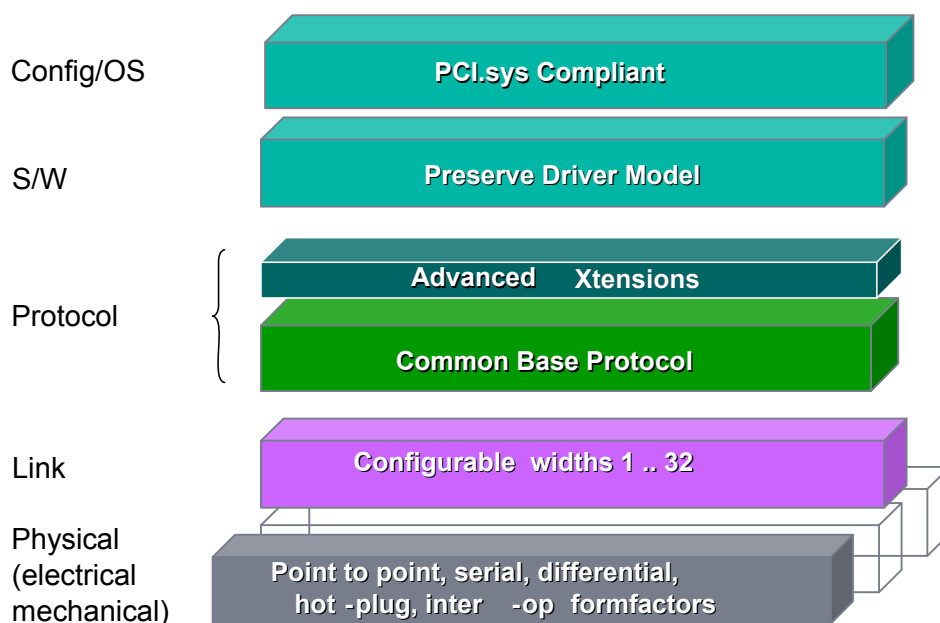 Config/OS
PCI.sys Compliant
S/W
Preserve Driver Model
Protocol
Advanced Xtensions
Common Base Protocol
Link
Configurable widths 1 .. 32
Physical
(electrical
mechanical)
Point to point, serial, differential,
hot -plug, inter -op formfactors